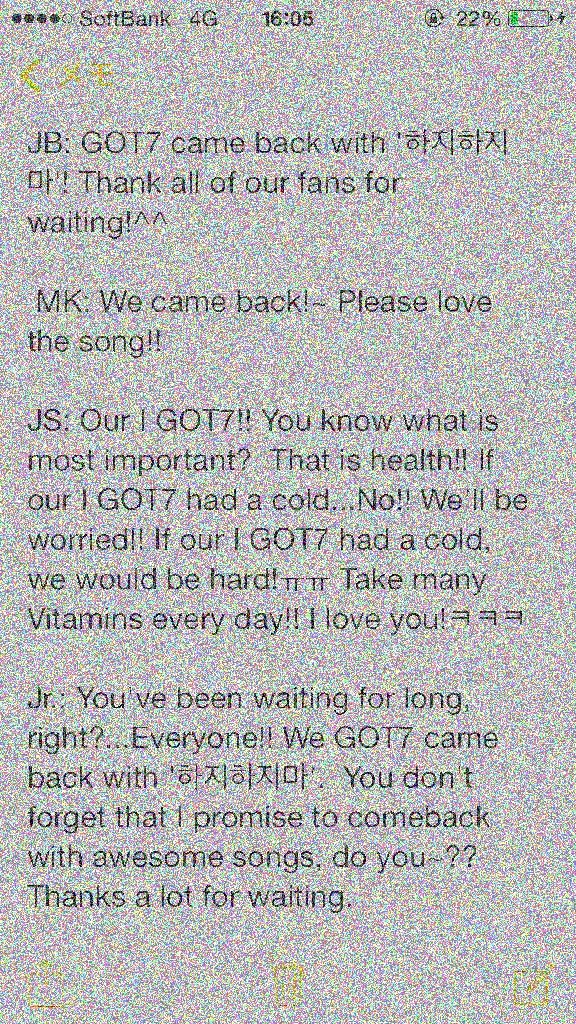 SoftBank 4G 16:05 22%
メモ
JB: GOT7 came back with '하지하지
마'! Thank all of our fans for
waiting!^^
MK: We came back!~ Please love
the song!!
JS: Our I GOT7!! You know what is
most important?  That is health!! If
our I GOT7 had a cold...No!! We'll be
worried!! If our I GOT7 had a cold,
we would be hard!ㅠㅠ Take many
Vitamins every day!! I love you!ㅋㅋㅋ
Jr.: You've been waiting for long,
right?...Everyone!! We GOT7 came
back with '하지하지마'.  You don't
forget that I promise to comeback
with awesome songs, do you~??
Thanks a lot for waiting.